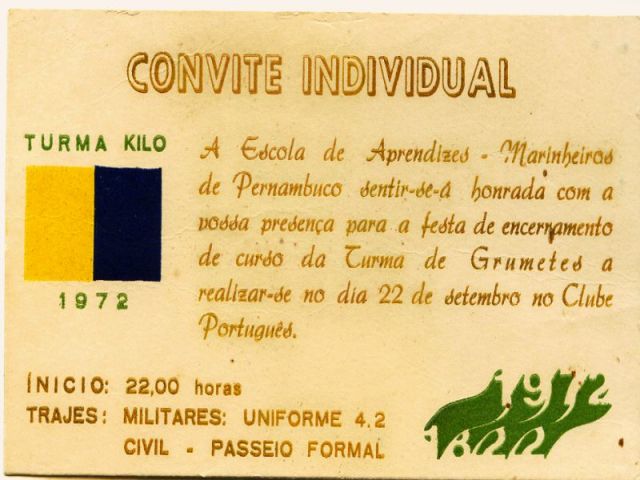 CONVITE INDIVIDUAL
TURMA KILO
1972
A Escola de Aprendizes - Marinheiros
de Pernambuco sentir-se-á honrada com a
vossa presença para a festa de encerramento
de curso da Turma de Grumetes a
realizar-se no dia 22 de setembro no Clube
Português.
ÍNICIO: 22,00 horas
TRAJES: MILITARES: UNIFORME 4.2
CIVIL - PASSEIO FORMAL
1972